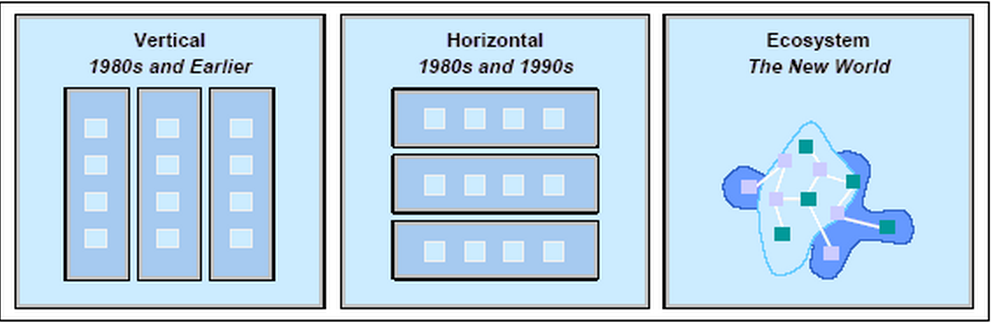 Vertical
1980s and Earlier
Horizontal
1980s and 1990s
Ecosystem
The New World